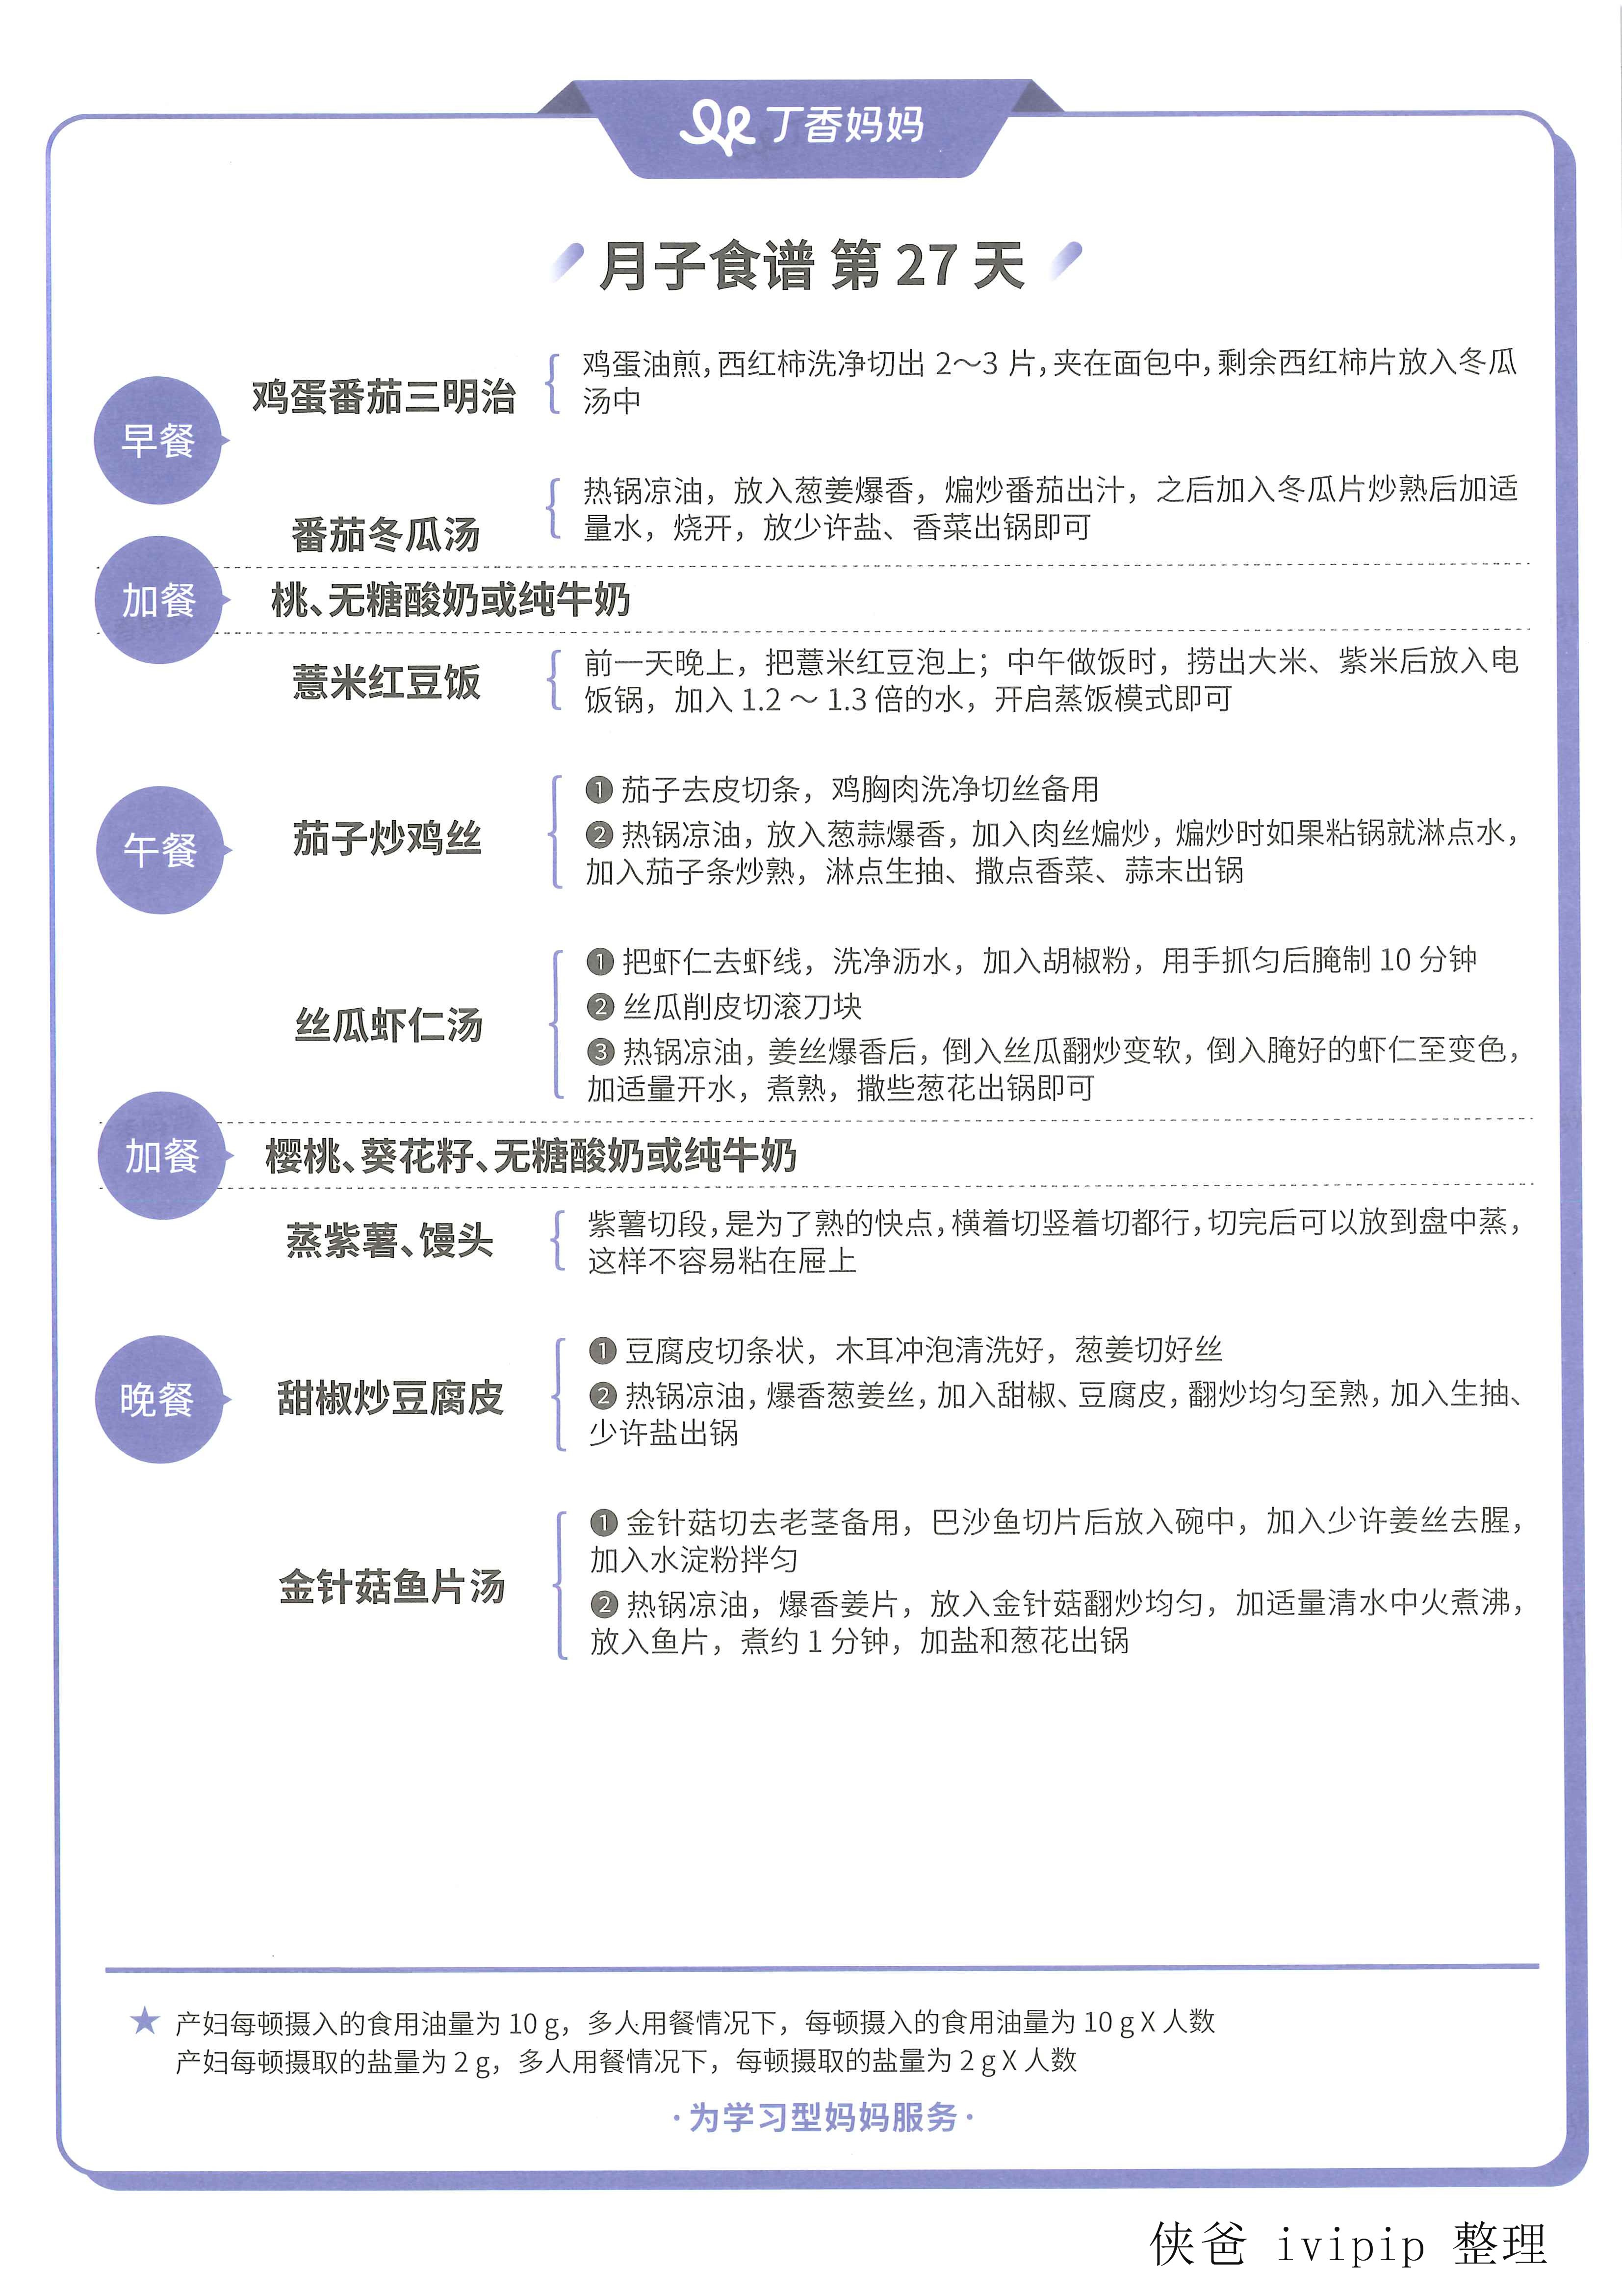 丁香妈妈
月子食谱 第 27 天
早餐
鸡蛋番茄三明治
鸡蛋油煎，西红柿洗净切出 2～3 片，夹在面包中，剩余西红柿片放入冬瓜
汤中
番茄冬瓜汤
热锅凉油，放入葱姜爆香，煸炒番茄出汁，之后加入冬瓜片炒熟后加适
量水，烧开，放少许盐、香菜出锅即可
加餐
桃、无糖酸奶或纯牛奶
午餐
薏米红豆饭
前一天晚上，把薏米红豆泡上；中午做饭时，捞出大米、紫米后放入电
饭锅，加入 1.2 ～ 1.3 倍的水，开启蒸饭模式即可
茄子炒鸡丝
❶ 茄子去皮切条，鸡胸肉洗净切丝备用
❷ 热锅凉油，放入葱蒜爆香，加入肉丝煸炒，煸炒时如果粘锅就淋点水，
加入茄子条炒熟，淋点生抽、撒点香菜、蒜末出锅
丝瓜虾仁汤
❶ 把虾仁去虾线，洗净沥水，加入胡椒粉，用手抓匀后腌制 10 分钟
❷ 丝瓜削皮切滚刀块
❸ 热锅凉油，姜丝爆香后，倒入丝瓜翻炒变软，倒入腌好的虾仁至变色，
加适量开水，煮熟，撒些葱花出锅即可
加餐
樱桃、葵花籽、无糖酸奶或纯牛奶
晚餐
蒸紫薯、馒头
紫薯切段，是为了熟的快点，横着切竖着切都行，切完后可以放到盘中蒸，
这样不容易粘在屉上
甜椒炒豆腐皮
❶ 豆腐皮切条状，木耳冲泡清洗好，葱姜切好丝
❷ 热锅凉油，爆香葱姜丝，加入甜椒、豆腐皮，翻炒均匀至熟，加入生抽、
少许盐出锅
金针菇鱼片汤
❶ 金针菇切去老茎备用，巴沙鱼切片后放入碗中，加入少许姜丝去腥，
加入水淀粉拌匀
❷ 热锅凉油，爆香姜片，放入金针菇翻炒均匀，加适量清水中火煮沸，
放入鱼片，煮约 1 分钟，加盐和葱花出锅
★ 产妇每顿摄入的食用油量为 10 g，多人用餐情况下，每顿摄入的食用油量为 10 g X 人数
产妇每顿摄取的盐量为 2 g，多人用餐情况下，每顿摄取的盐量为 2 g X 人数
·为学习型妈妈服务·
侠爸 ivipip 整理